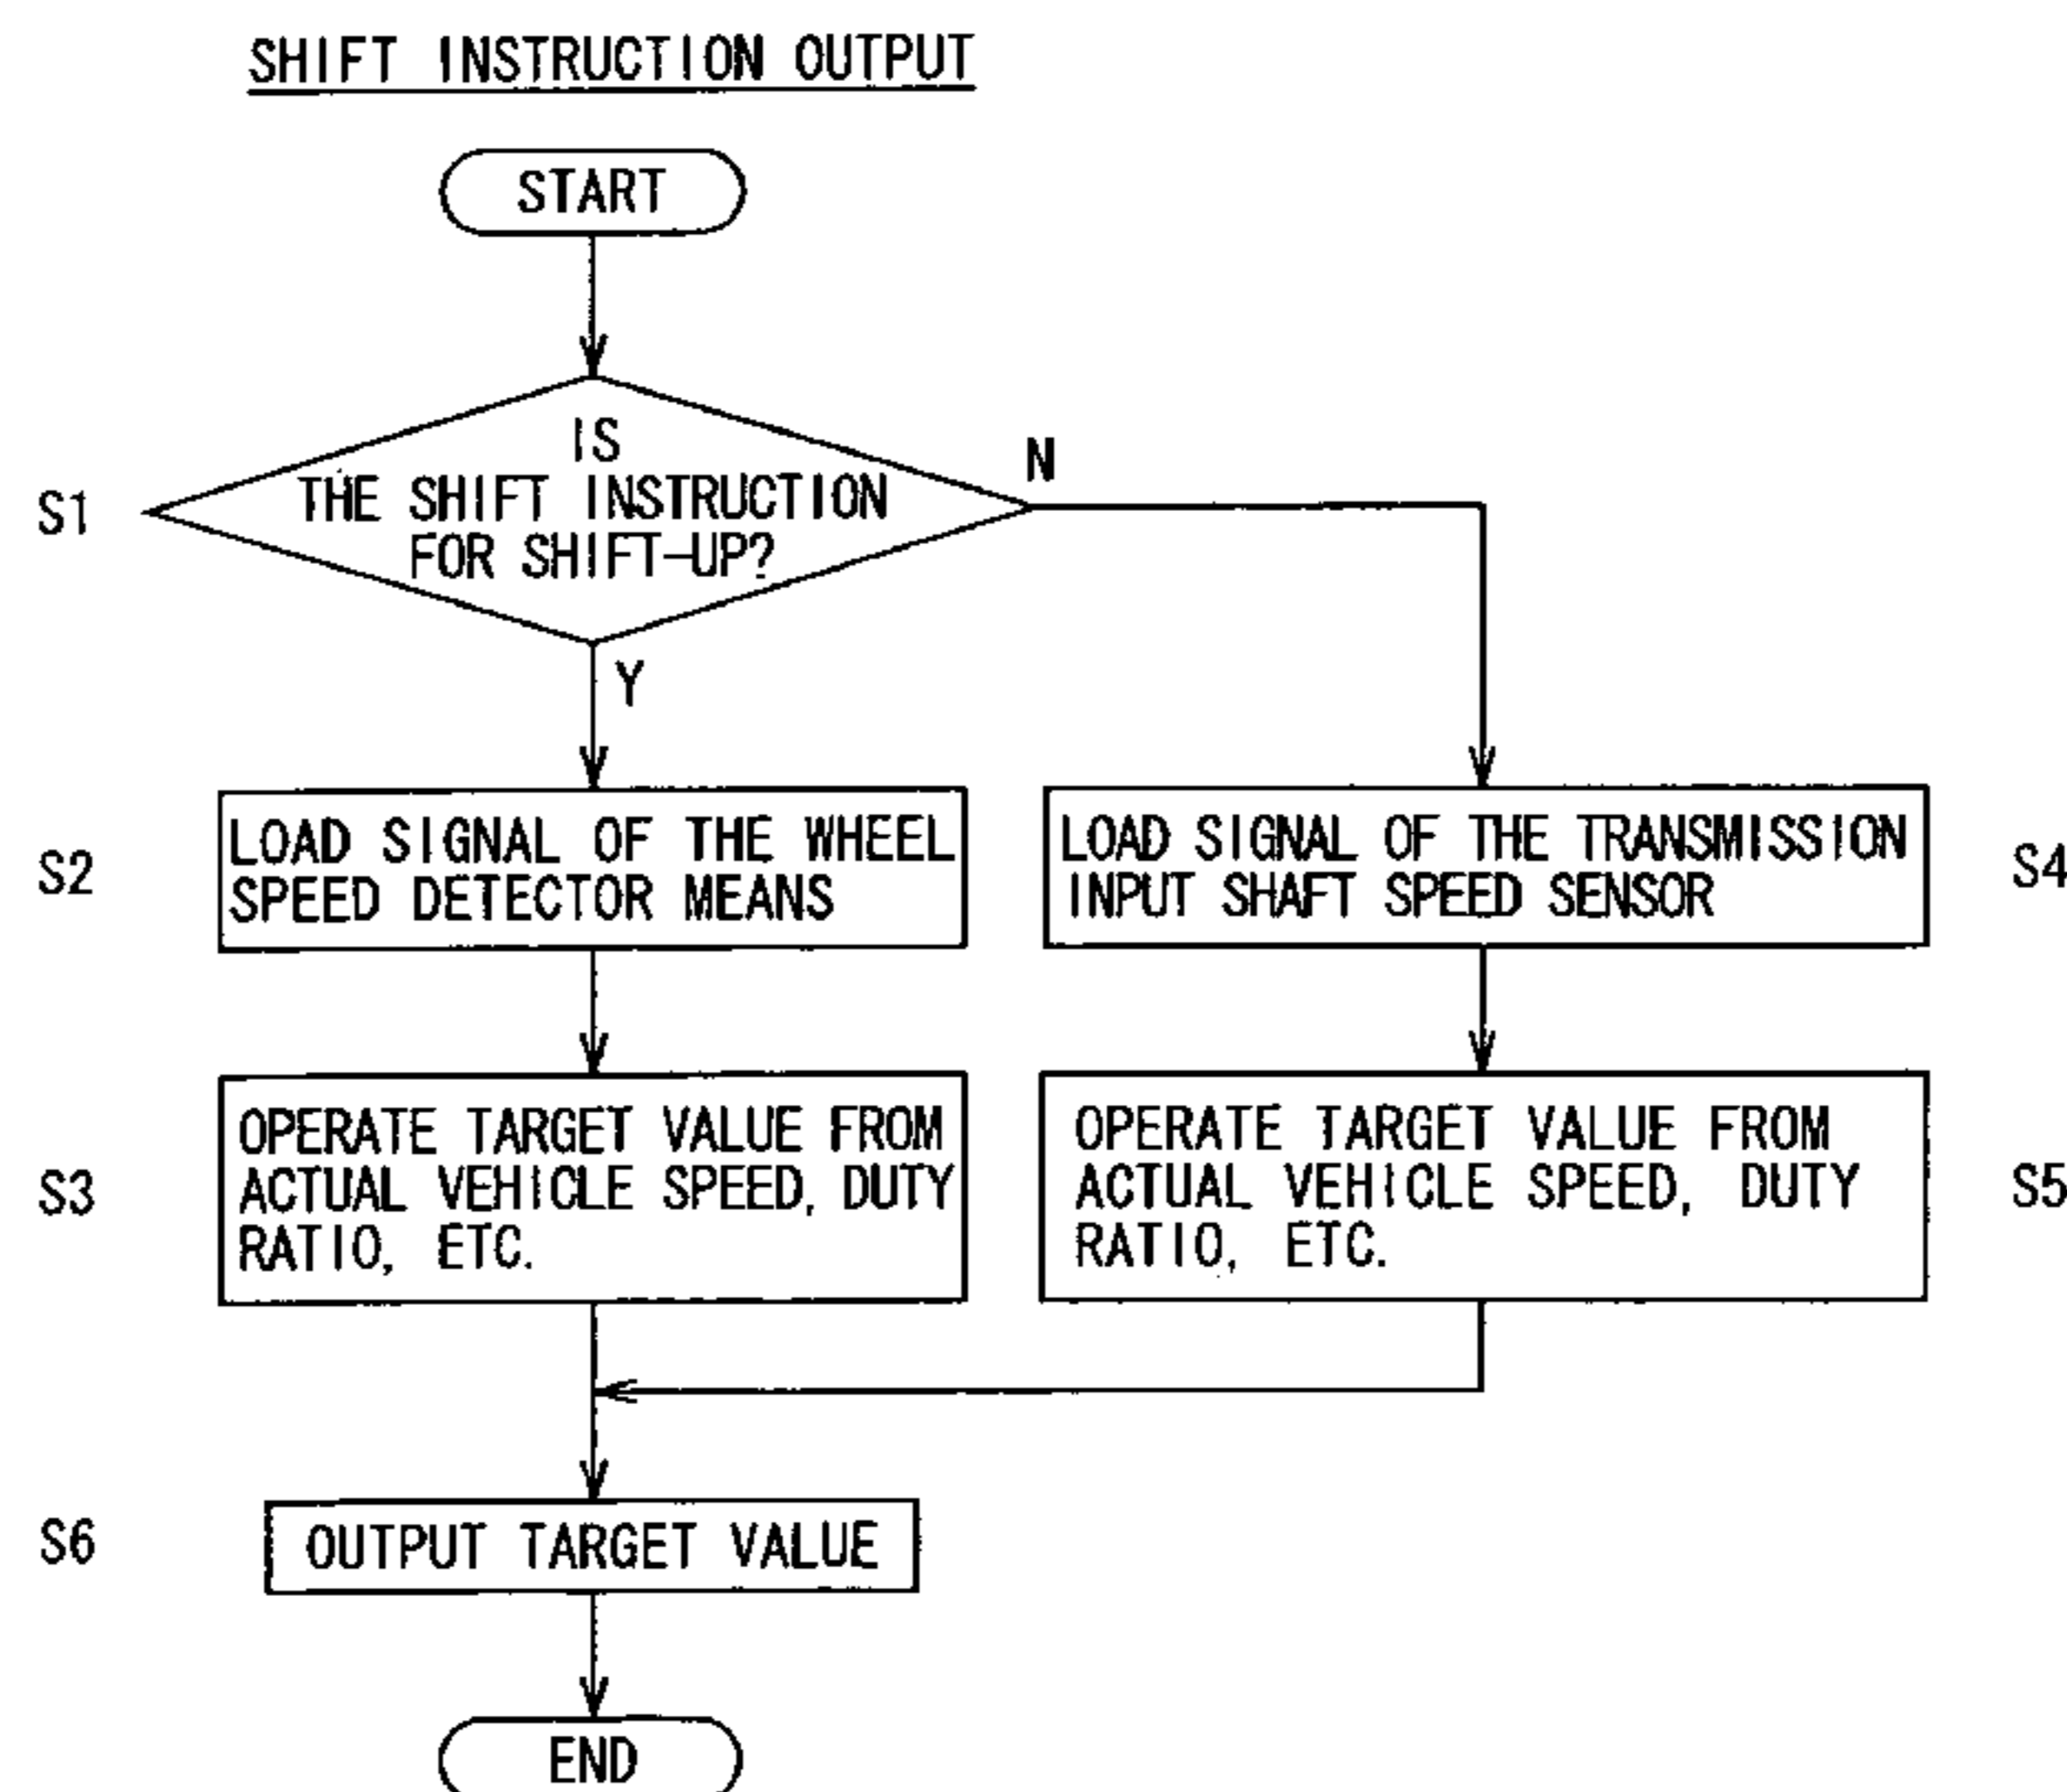 SHIFT INSTRUCTION OUTPUT
START
S1
IS
THE SHIFT INSTRUCTION
FOR SHIFT-UP?
N
Y
S2
LOAD SIGNAL OF THE WHEEL
SPEED DETECTOR MEANS
LOAD SIGNAL OF THE TRANSMISSION
INPUT SHAFT SPEED SENSOR
S4
S3
OPERATE TARGET VALUE FROM
ACTUAL VEHICLE SPEED, DUTY
RATIO, ETC.
OPERATE TARGET VALUE FROM
ACTUAL VEHICLE SPEED, DUTY
RATIO, ETC.
S5
S6
OUTPUT TARGET VALUE
END